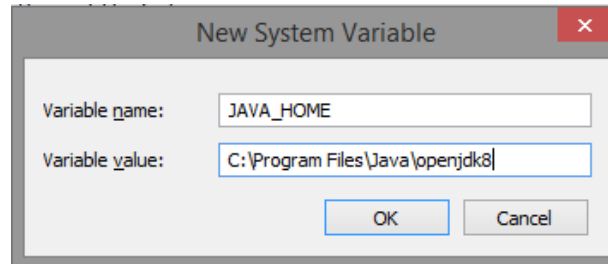 New System Variable
Variable name: JAVA_HOME
Variable value: C:\Program Files\Java\openjdk8
OK Cancel